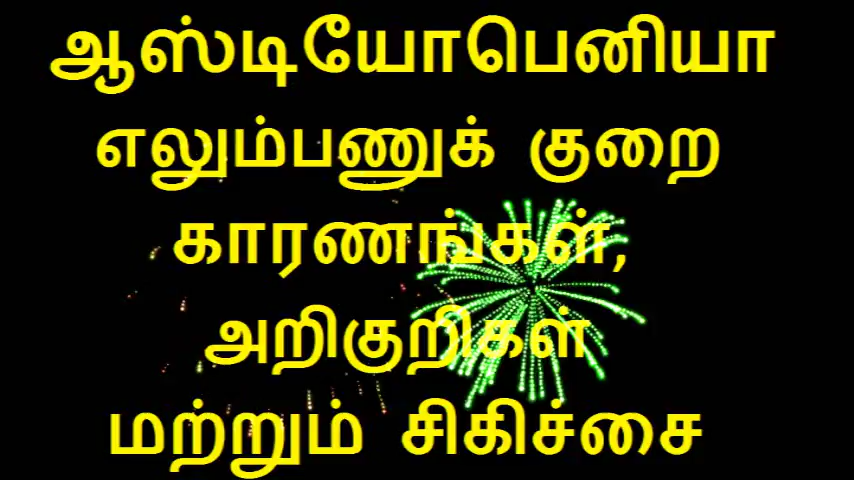 ஆஸ்டியோபெனியா
எலும்பணுக் குறை
காரணங்கள்,
அறிகுறிகள்
மற்றும் சிகிச்சை